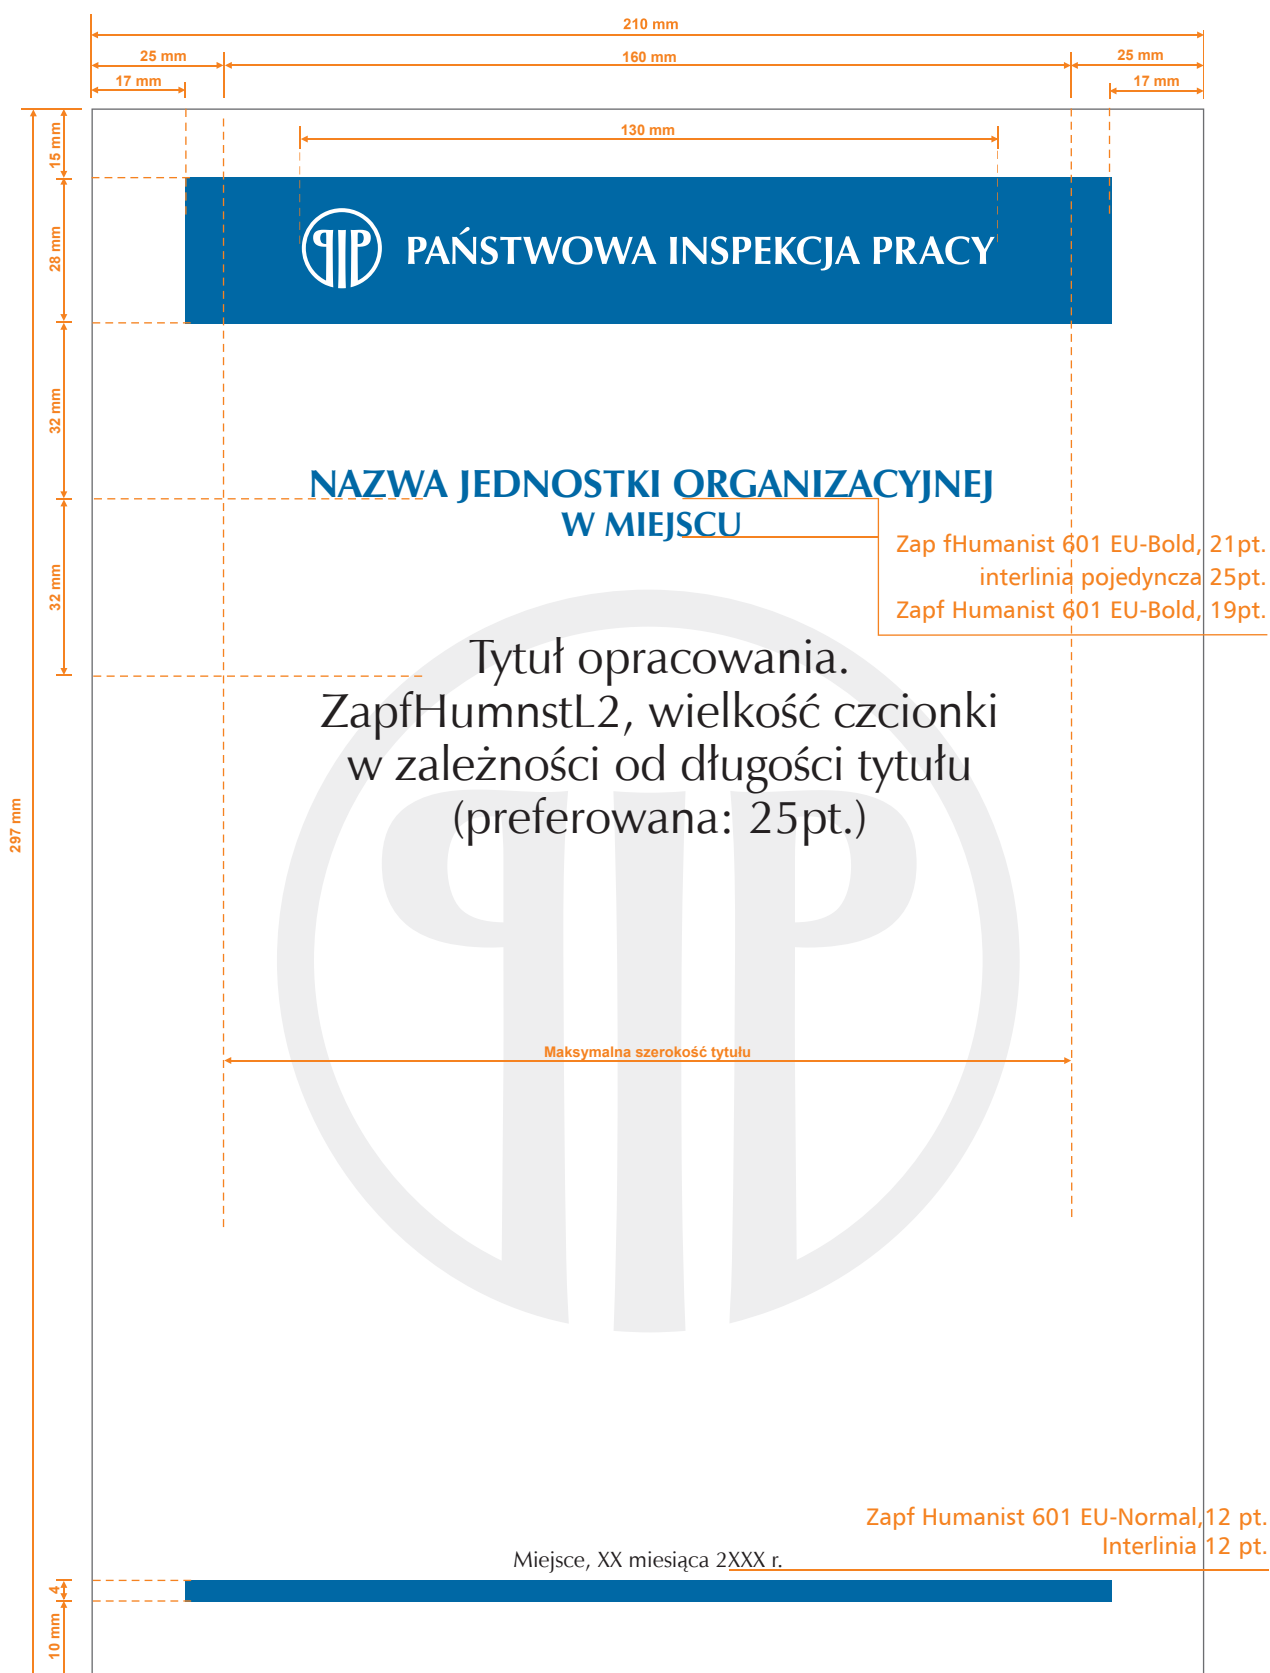 210 mm
25 mm
160 mm
25 mm
17 mm
17 mm
130 mm
15 mm
28 mm
PIP PAŃSTWOWA INSPEKCJA PRACY
32 mm
NAZWA JEDNOSTKI ORGANIZACYJNEJ
W MIEJSCU
Zap fHumanist 601 EU-Bold, 21pt.
interlinia pojedyncza 25pt.
Zapf Humanist 601 EU-Bold, 19pt.
32 mm
Tytuł opracowania.
ZapfHumnstL2, wielkość czcionki
w zależności od długości tytułu
(preferowana: 25pt.)
297 mm
PIP
Maksymalna szerokość tytułu
Zapf Humanist 601 EU-Normal,12 pt.
Interlinia 12 pt.
Miejsce, XX miesiąca 2XXX r.
4
10 mm